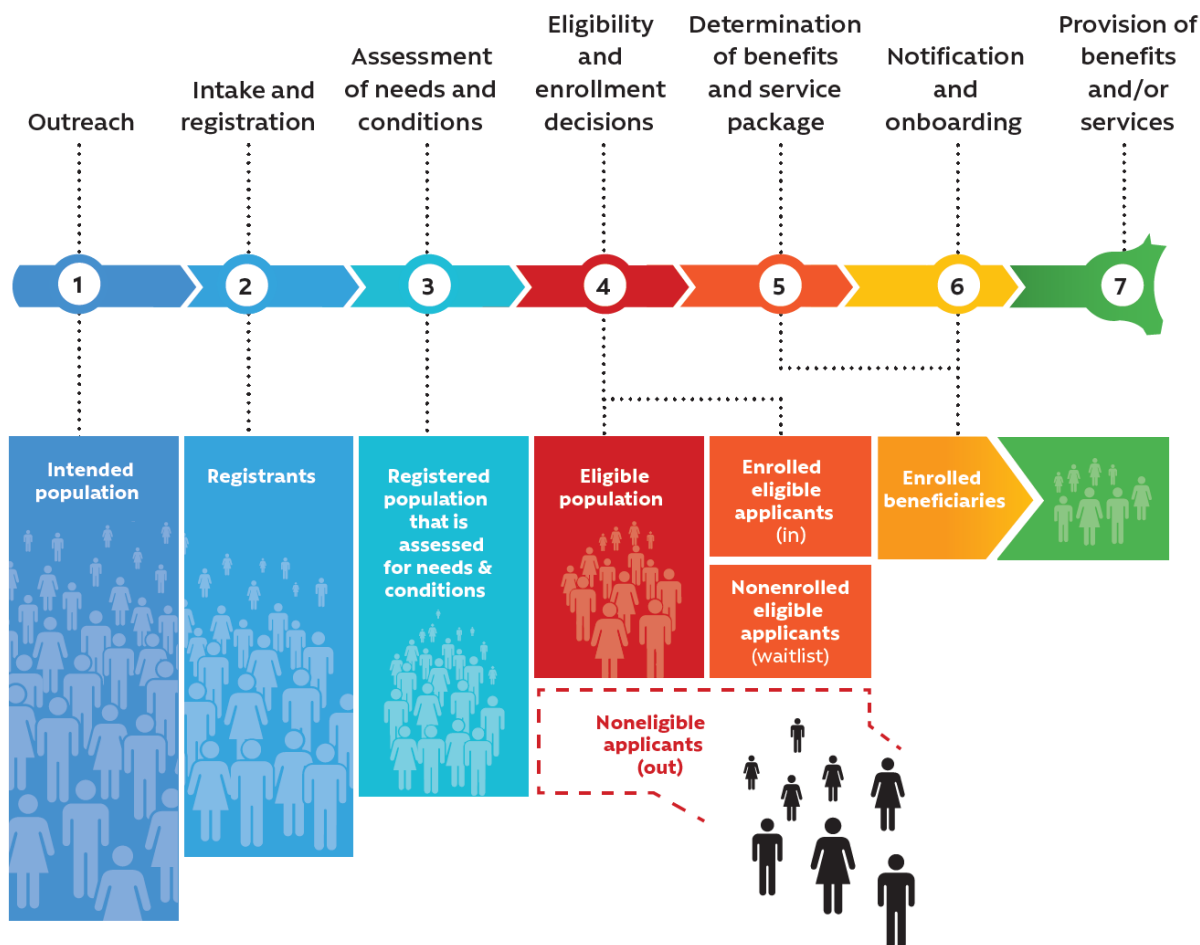 Outreach
Intake and
registration
Assessment
of needs and
conditions
Eligibility
and
enrollment
decisions
Determination
of benefits
and service
package
Notification
and
onboarding
Provision of
benefits
and/or
services
1
2
3
4
5
6
7
Intended
population
Registrants
Registered
population
that is
assessed
for needs &
conditions
Eligible
population
Enrolled
eligible
applicants
(in)
Nonenrolled
eligible
applicants
(waitlist)
Enrolled
beneficiaries
Noneligible
applicants
(out)